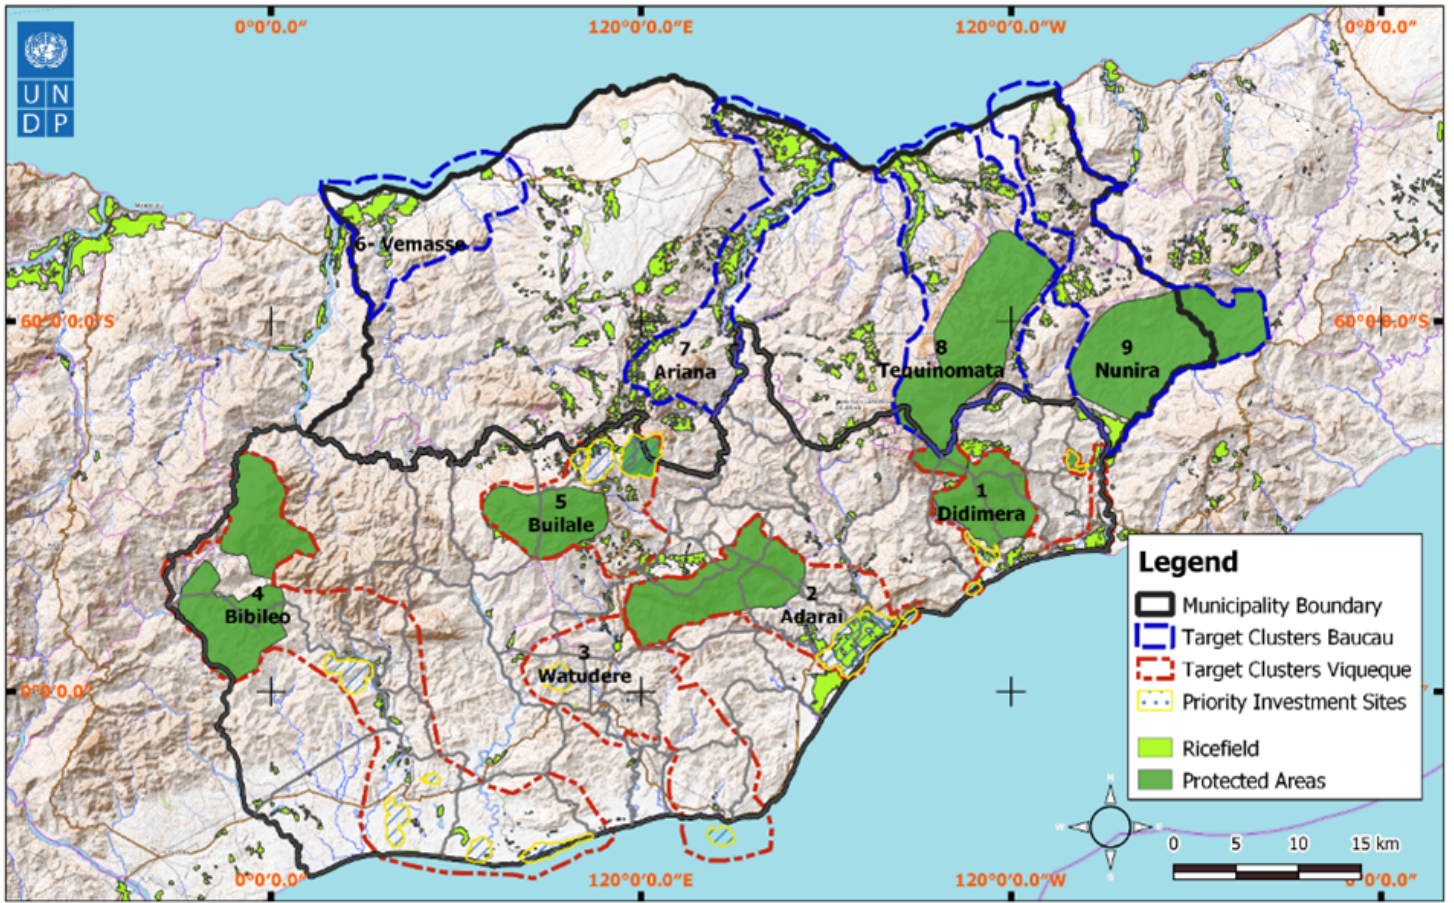 0°0′0.0″
120°0′0.0″E
120°0′0.0″W
0°0′0.0″
U N
D P
6- Vemasse
60°0′0.0″S
60°0′0.0″S
7
Ariana
8
Tequinomata
9
Nunira
5
Builale
1
Didimera
4
Bibileo
2
Adarai
3
Watudere
0°0′0.0″
Legend
Municipality Boundary
Target Clusters Baucau
Target Clusters Viqueque
Priority Investment Sites
Ricefield
Protected Areas
N
W
E
S
0 5 10 15 km
0°0′0.0″
120°0′0.0″E
120°0′0.0″W
0°0′0.0″